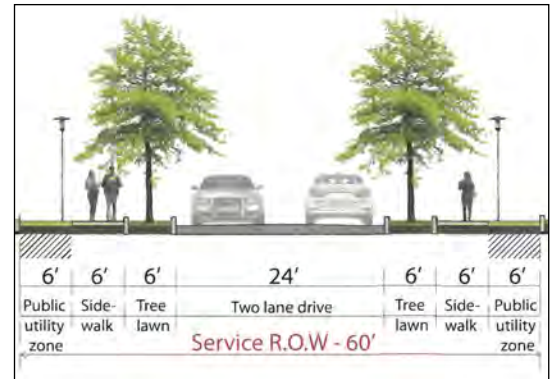 6' 6' 6' 24' 6' 6' 6'
Public Side- Tree Two lane drive Tree Side- Public
utility walk lawn lawn walk utility
zone zone
Service R.O.W - 60'